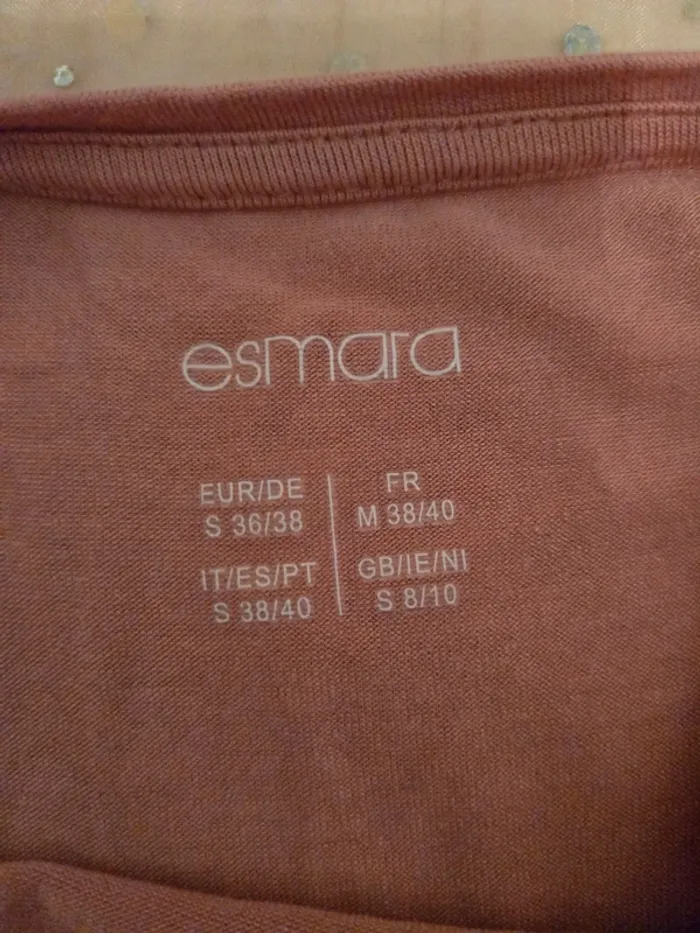 esmara
EUR/DE
S 36/38
FR
M 38/40
IT/ES/PT
S 38/40
GB/IE/NI
S 8/10